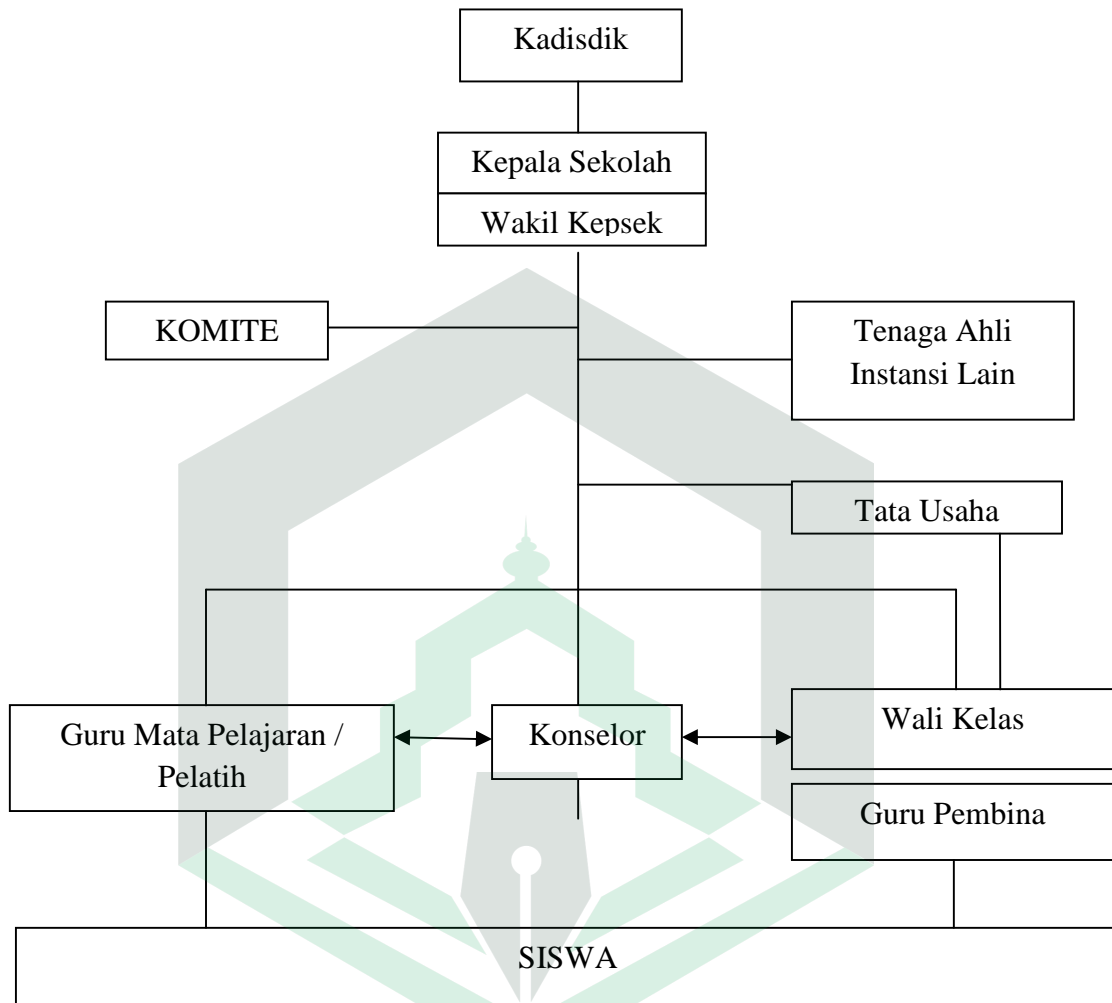 Kadisdik
Kepala Sekolah
Wakil Kepsek
KOMITE
Tenaga Ahli
Instansi Lain
Tata Usaha
Guru Mata Pelajaran /
Pelatih
Konselor
Wali Kelas
Guru Pembina
SISWA